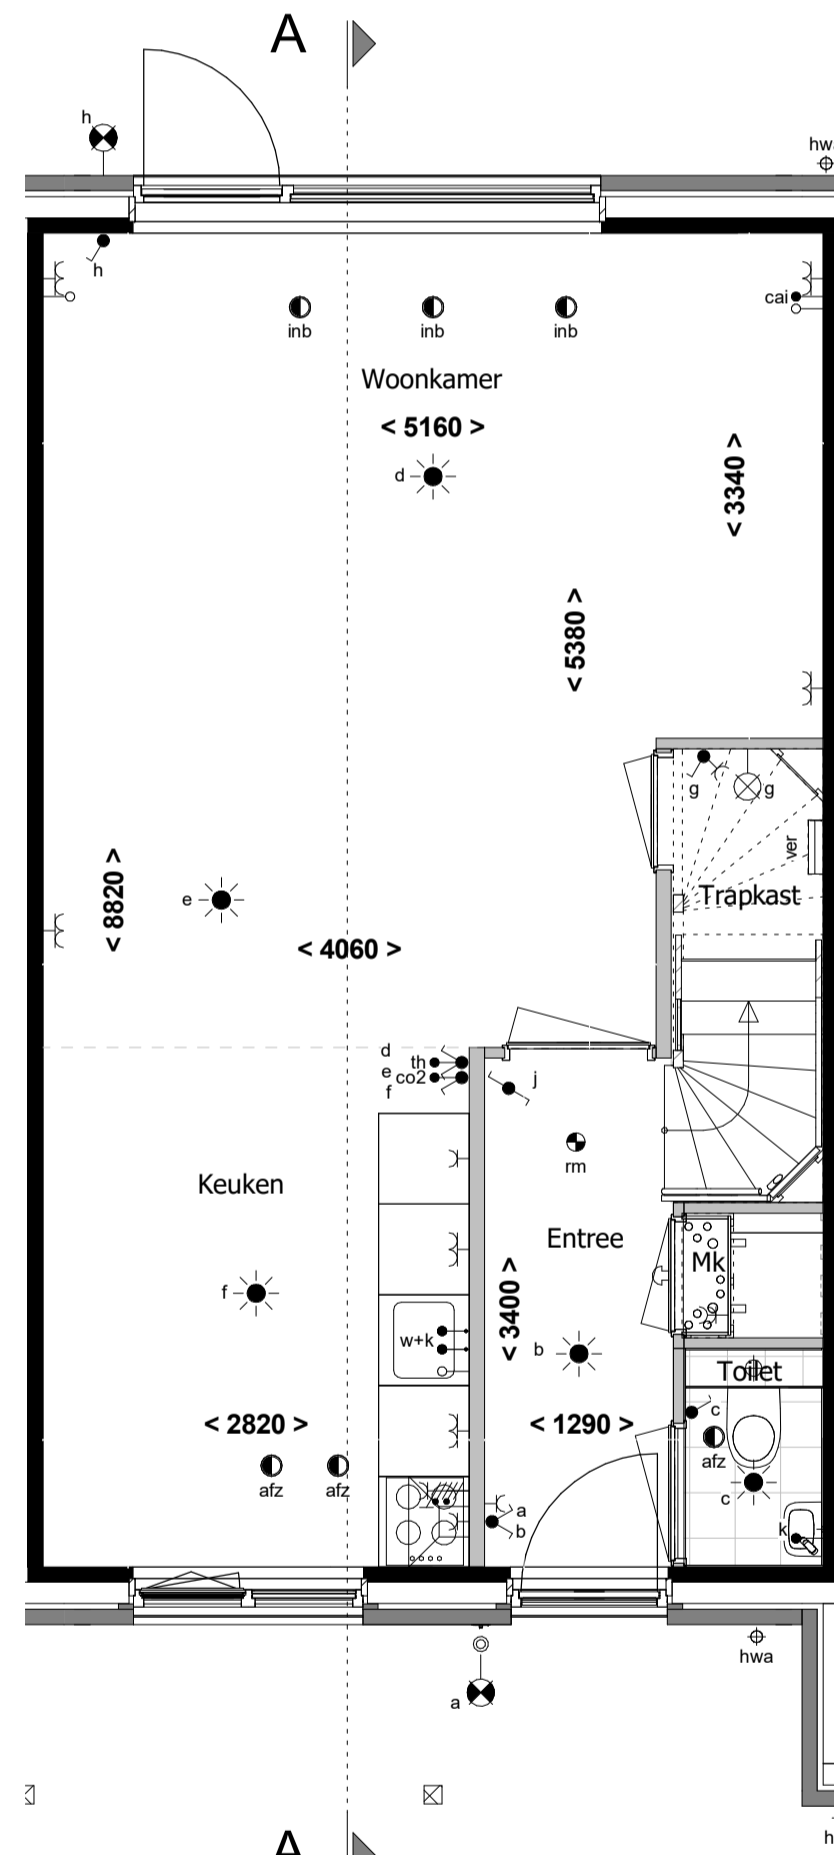 A
h
hwa
h
cai
inb inb inb
Woonkamer
< 5160 >
d
< 3340 >
< 5380 >
g g
ver
< 8820 >
e
Trapkast
< 4060 >
d
th
e co2
f
j
rm
Keuken
Entree
Mk
f
< 3400 >
w+k
b
Toilet
c
< 2820 >
< 1290 >
afz
afz afz
c
a
b
k
hwa
a
h
A